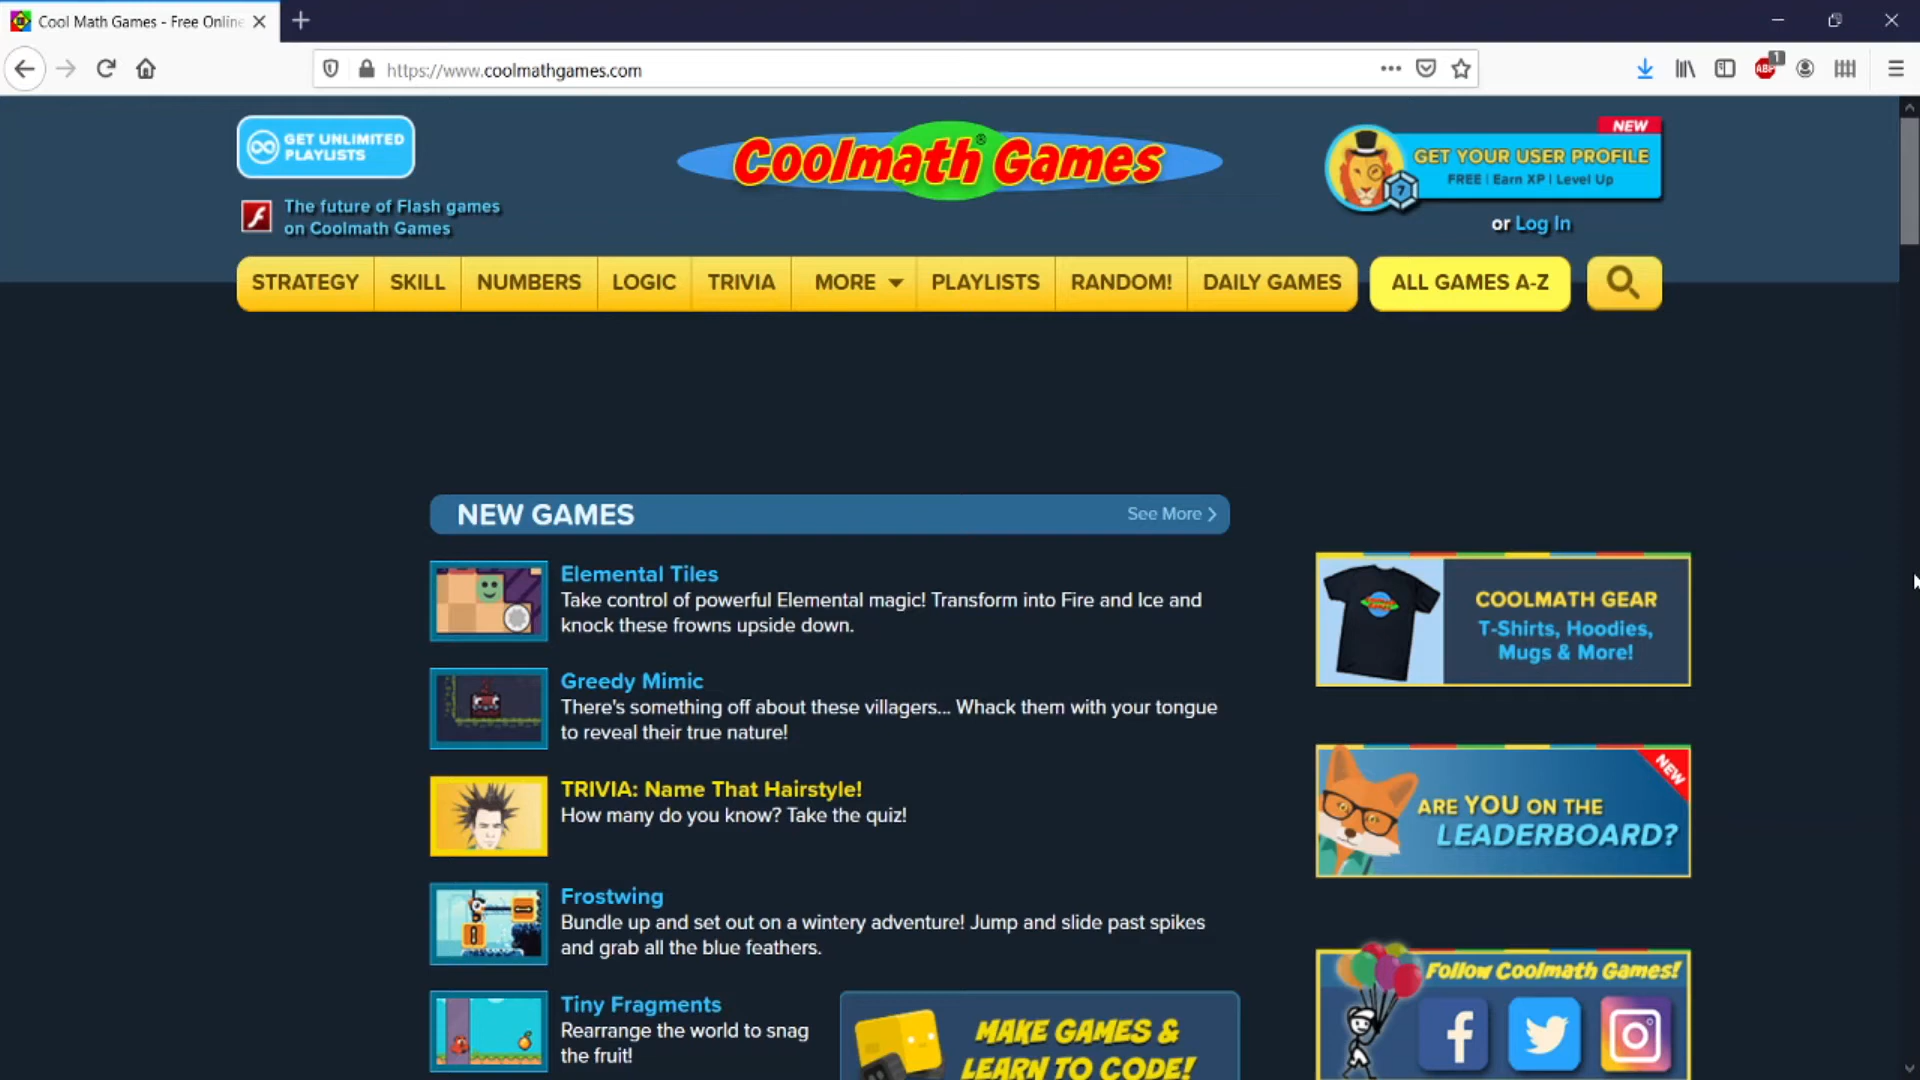 Cool Math Games - Free Online
https://www.coolmathgames.com
ABP
1
GET UNLIMITED
PLAYLISTS
The future of Flash games
on Coolmath Games
Coolmath Games®
NEW
GET YOUR USER PROFILE
FREE | Earn XP | Level Up
7
or Log In
STRATEGY
SKILL
NUMBERS
LOGIC
TRIVIA
MORE
PLAYLISTS
RANDOM!
DAILY GAMES
ALL GAMES A-Z
NEW GAMES
See More >
Elemental Tiles
Take control of powerful Elemental magic! Transform into Fire and Ice and
knock these frowns upside down.
Greedy Mimic
There's something off about these villagers... Whack them with your tongue
to reveal their true nature!
TRIVIA: Name That Hairstyle!
How many do you know? Take the quiz!
Frostwing
Bundle up and set out on a wintery adventure! Jump and slide past spikes
and grab all the blue feathers.
Tiny Fragments
Rearrange the world to snag
the fruit!
MAKE GAMES &
LEARN TO CODE!
COOLMATH GEAR
T-Shirts, Hoodies,
Mugs & More!
NEW
ARE YOU ON THE
LEADERBOARD?
Follow Coolmath Games!